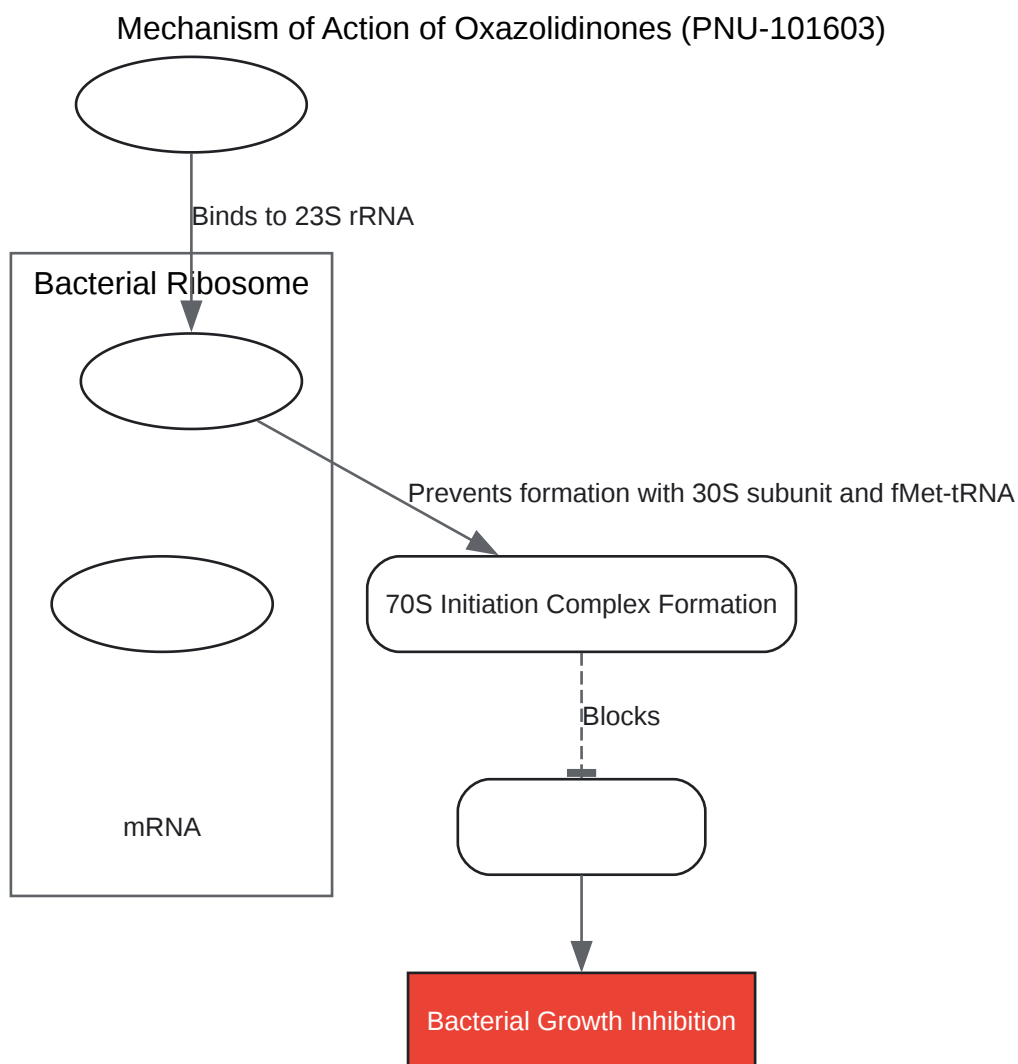 Mechanism of Action of Oxazolidinones (PNU-101603)
Binds to 23S rRNA
Bacterial Ribosome
Prevents formation with 30S subunit and fMet-tRNA
70S Initiation Complex Formation
Blocks
mRNA
Bacterial Growth Inhibition